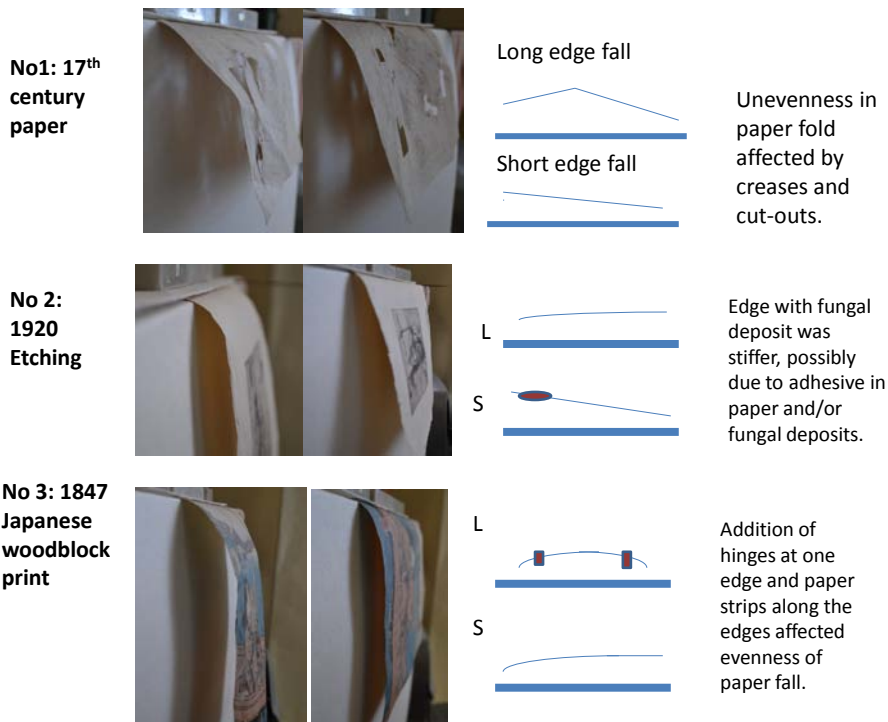 No1: 17th
century
paper
Long edge fall
Short edge fall
Unevenness in
paper fold
affected by
creases and
cut-outs.
No 2:
1920
Etching
L
S
Edge with fungal
deposit was
stiffer, possibly
due to adhesive in
paper and/or
fungal deposits.
No 3: 1847
Japanese
woodblock
print
L
S
Addition of
hinges at one
edge and paper
strips along the
edges affected
evenness of
paper fall.